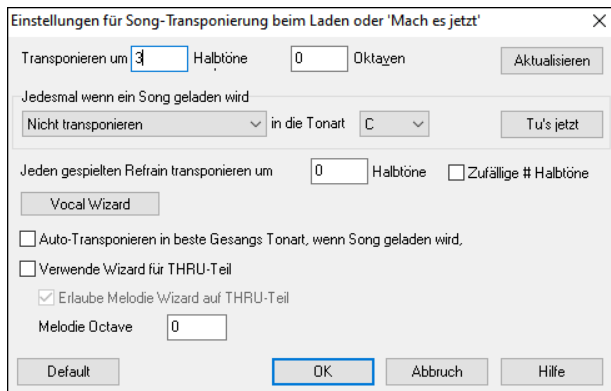 Einstellungen für Song-Transponierung beim Laden oder 'Mach es jetzt'
Transponieren um 3 Halbtöne 0 Oktaven Aktualisieren
Jedesmal wenn ein Song geladen wird
Nicht transponieren in die Tonart C Tu's jetzt
Jeden gespielten Refrain transponieren um 0 Halbtöne Zufällige # Halbtöne
Vocal Wizard
Auto-Transponieren in beste Gesangs Tonart, wenn Song geladen wird,
Verwende Wizard für THRU-Teil
Erlaube Melodie Wizard auf THRU-Teil
Melodie Octave 0
Default OK Abbruch Hilfe